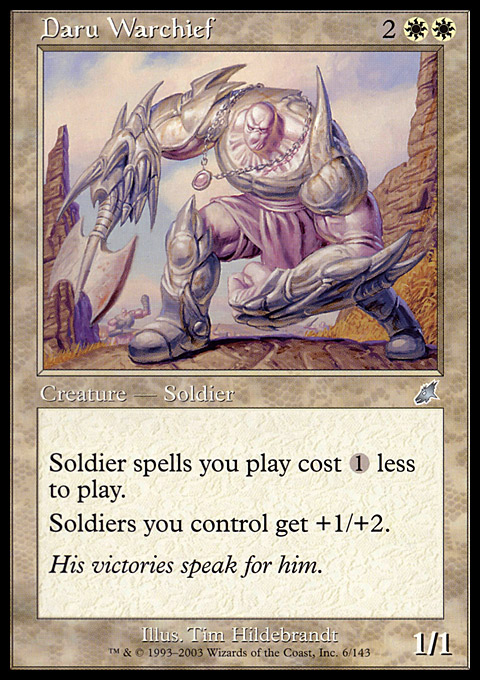 Daru Warchief 2
Creature — Soldier
Soldier spells you play cost 1 less
to play.
Soldiers you control get +1/+2.
His victories speak for him.
Illus. Tim Hildebrandt
™ & © 1993–2003 Wizards of the Coast, Inc. 6/143
1/1